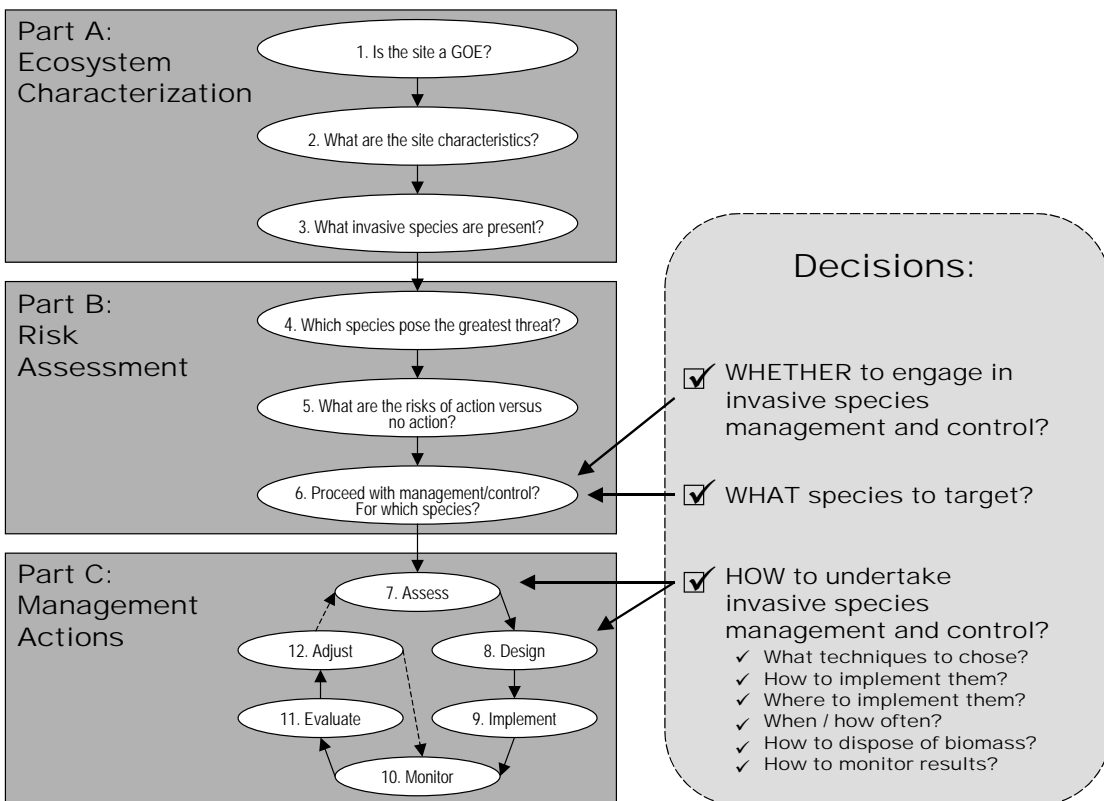 Part A:
Ecosystem
Characterization
1. Is the site a GOE?
2. What are the site characteristics?
3. What invasive species are present?
Part B:
Risk
Assessment
4. Which species pose the greatest threat?
5. What are the risks of action versus
no action?
6. Proceed with management/control?
For which species?
Part C:
Management
Actions
7. Assess
8. Design
9. Implement
10. Monitor
11. Evaluate
12. Adjust
Decisions:
WHETHER to engage in
invasive species
management and control?
WHAT species to target?
HOW to undertake
invasive species
management and control?
✓ What techniques to chose?
✓ How to implement them?
✓ Where to implement them?
✓ When / how often?
✓ How to dispose of biomass?
✓ How to monitor results?